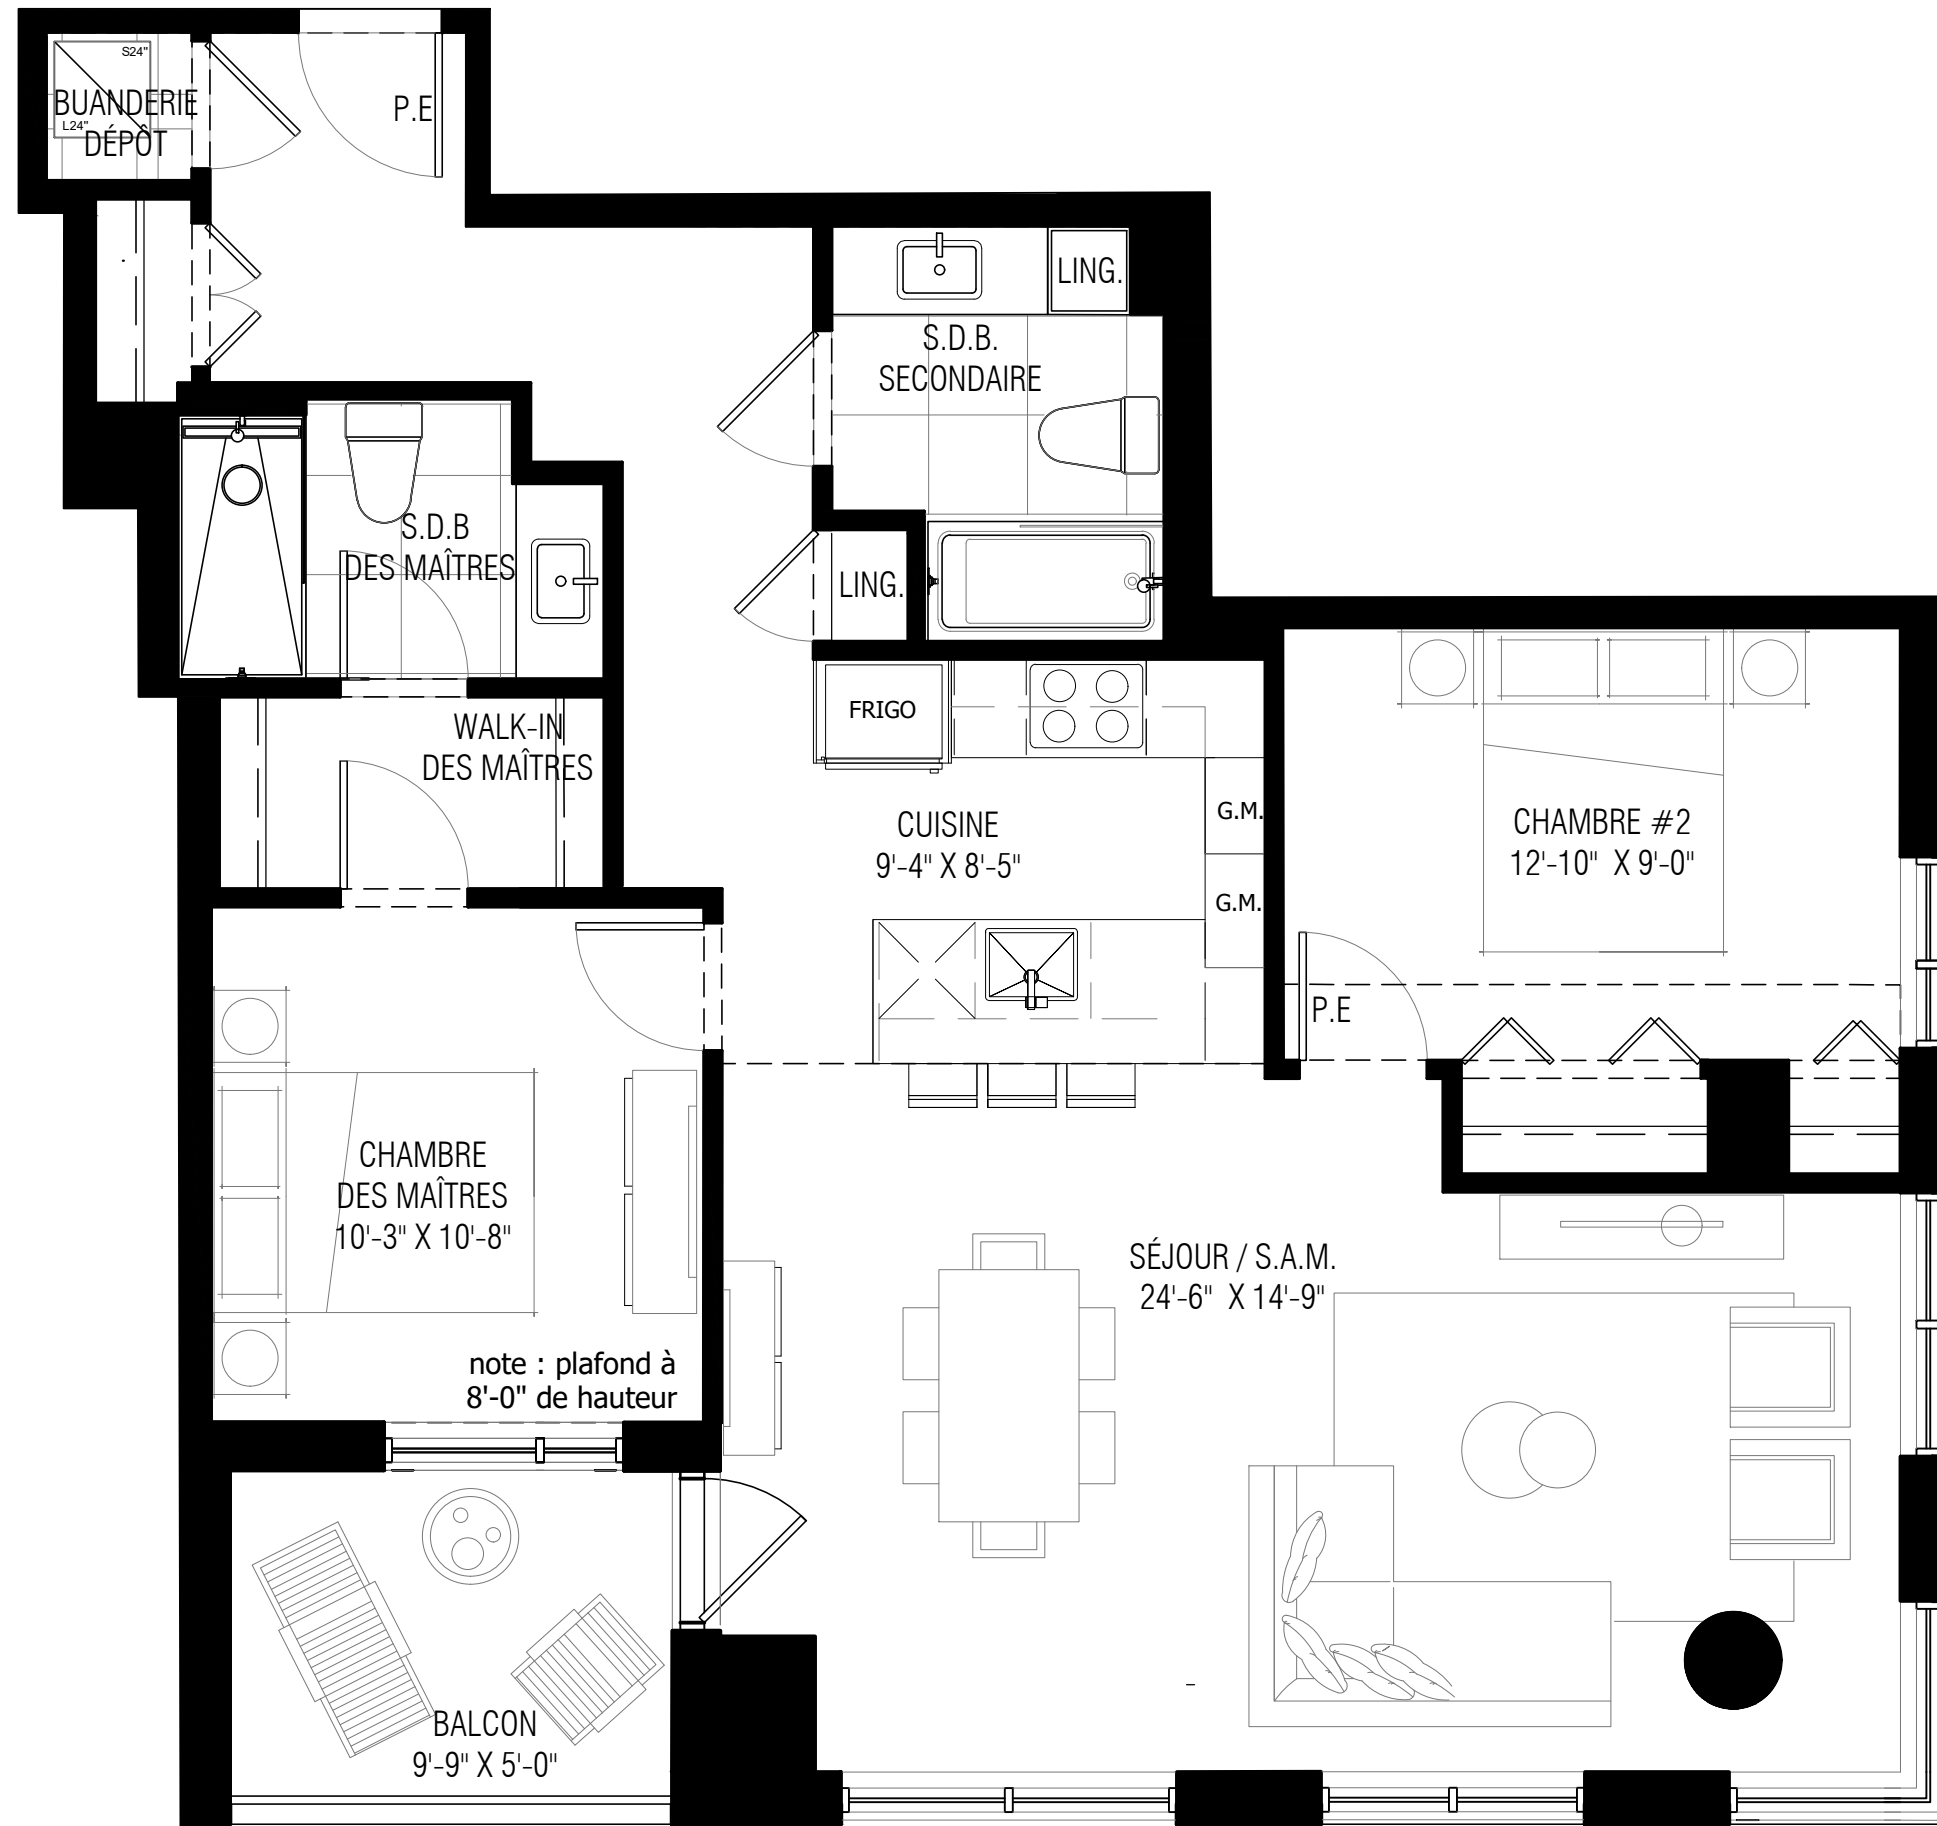 S24"
BUANDERIE
L24"
DÉPÔT
P.E
LING.
S.D.B.
SECONDAIRE
S.D.B
DES MAÎTRES
LING.
FRIGO
WALK-IN
DES MAÎTRES
CUISINE
9'-4" X 8'-5"
G.M.
G.M.
CHAMBRE #2
12'-10" X 9'-0"
P.E
CHAMBRE
DES MAÎTRES
10'-3" X 10'-8"
note : plafond à
8'-0" de hauteur
SÉJOUR / S.A.M.
24'-6" X 14'-9"
BALCON
9'-9" X 5'-0"